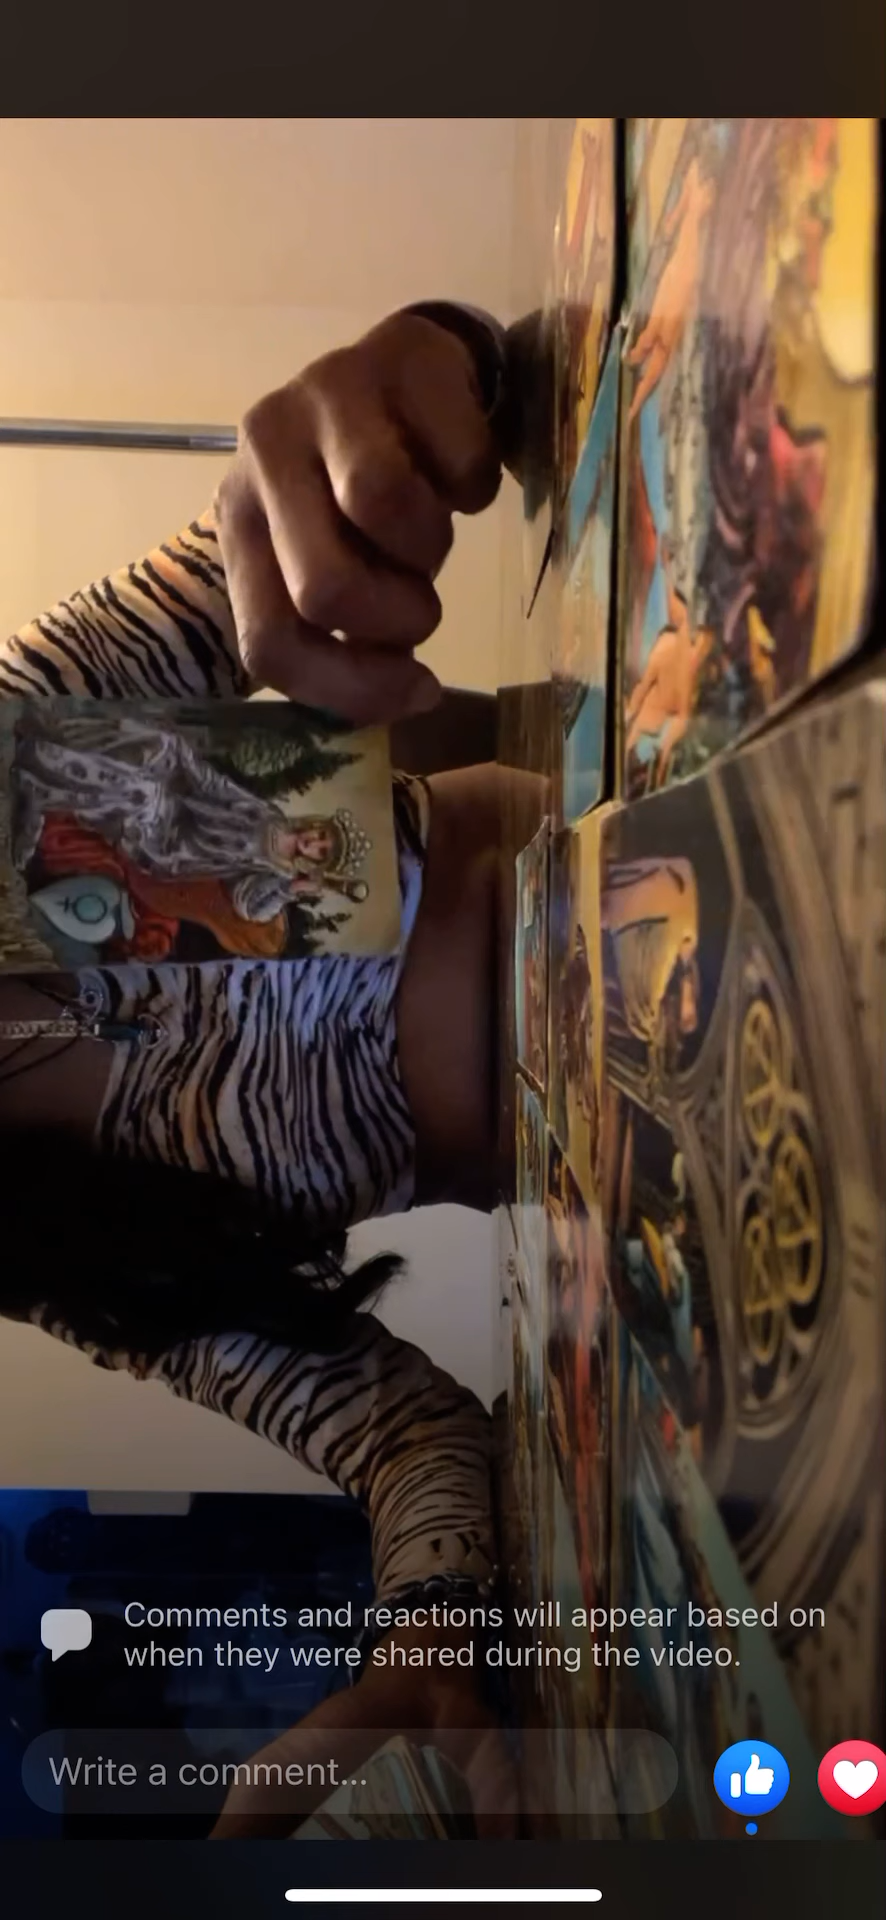 Comments and reactions will appear based on
when they were shared during the video.
Write a comment...